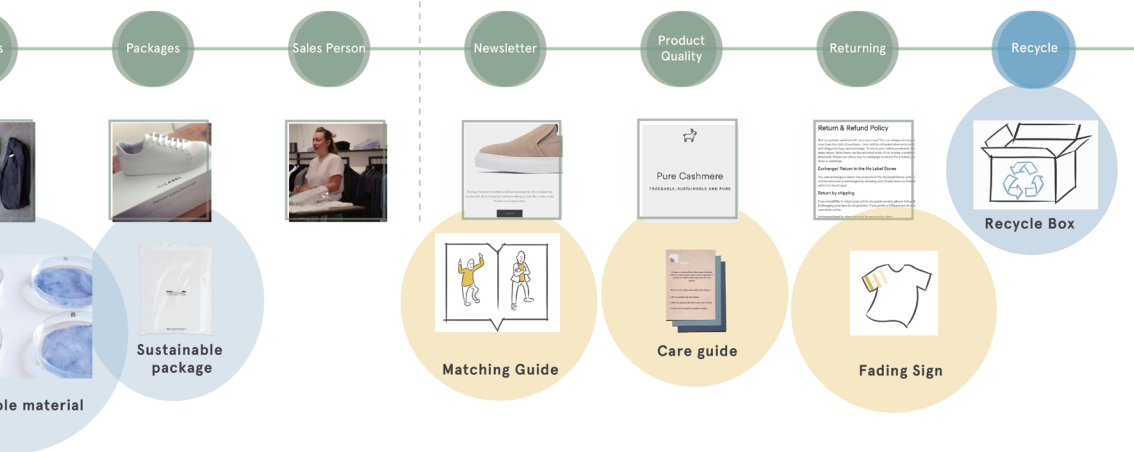 s
Packages
Sales Person
Newsletter
Product
Quality
Returning
Recycle
Pure Cashmere
TRACEABLE, SUSTAINABLE AND PURE
Return & Refund Policy
Exchange/ Return in the No Label Stores
Return by shipping
Recycle Box
Sustainable
package
Matching Guide
Care guide
Fading Sign
ble material